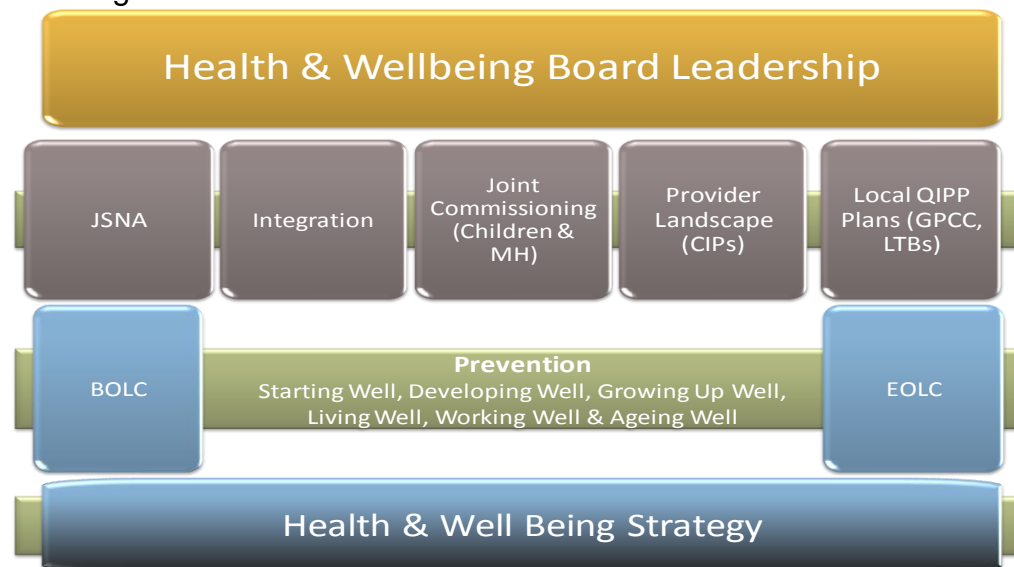 Health & Wellbeing Board Leadership
JSNA
Integration
Joint
Commissioning
(Children &
MH)
Provider
Landscape
(CIPs)
Local QIPP
Plans (GPCC,
LTBs)
BOLC
Prevention
Starting Well, Developing Well, Growing Up Well,
Living Well, Working Well & Ageing Well
EOLC
Health & Well Being Strategy